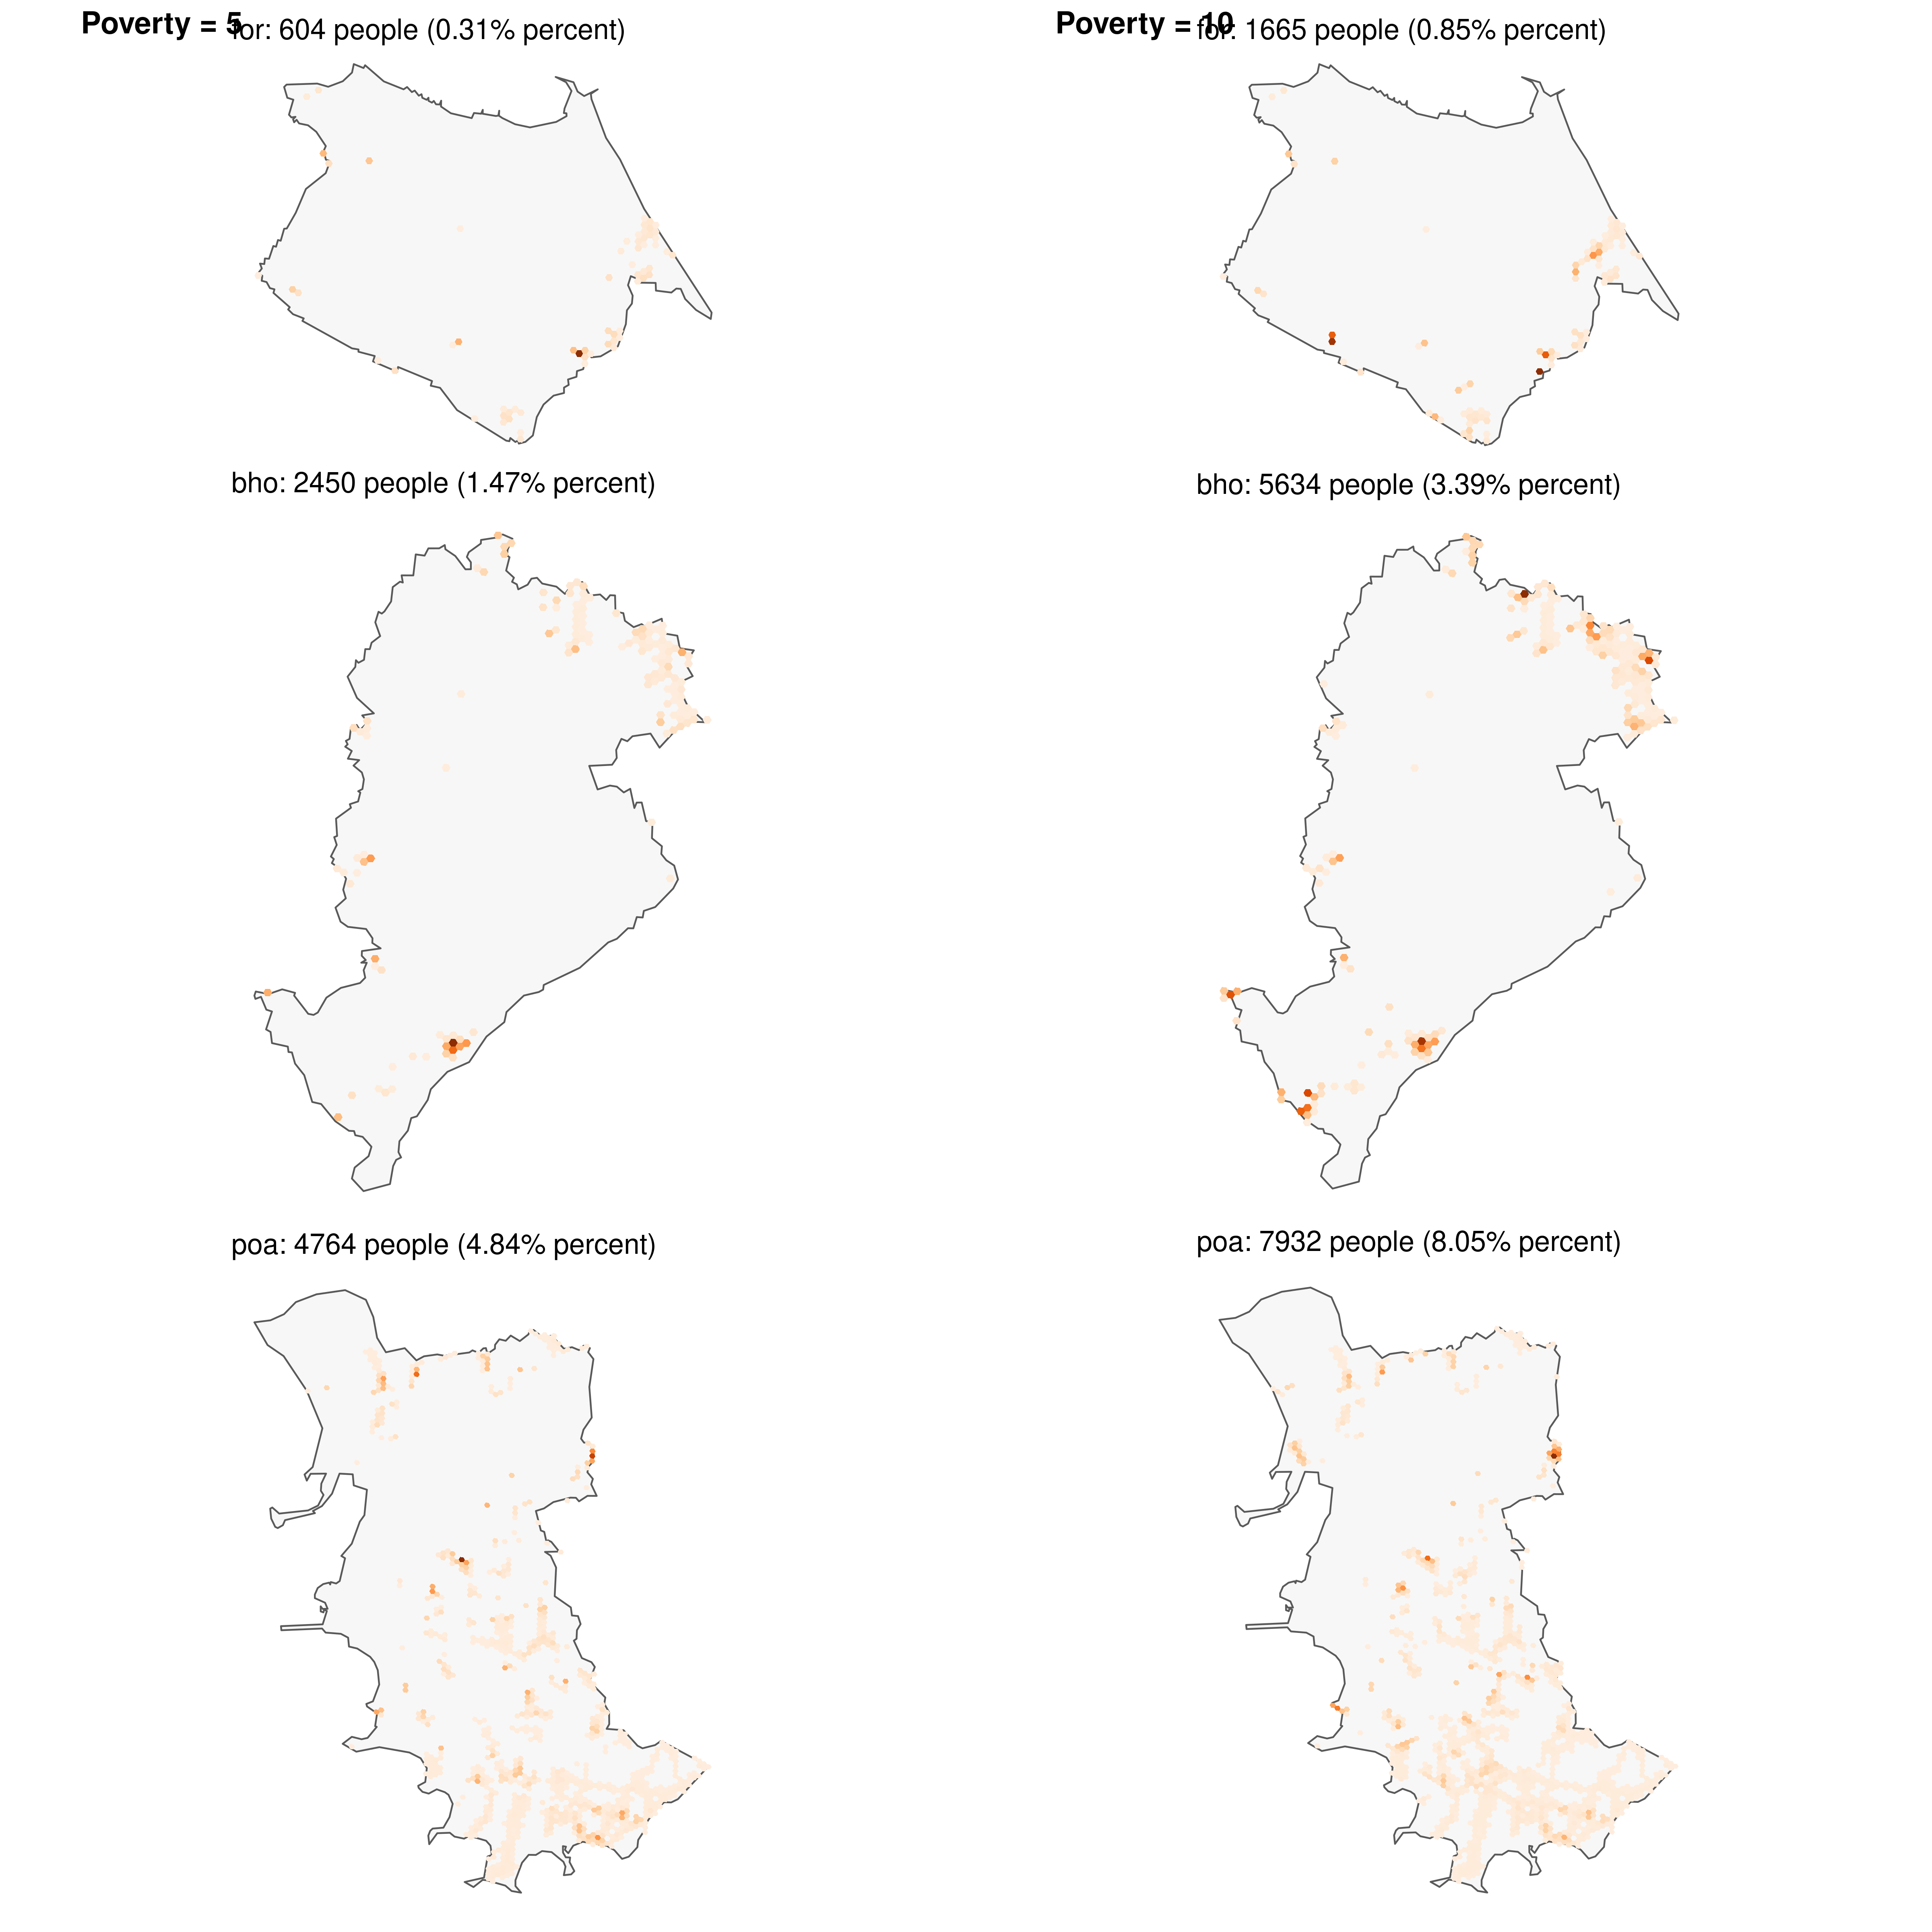 Poverty = 5
for: 604 people (0.31% percent)
Poverty = 10
for: 1665 people (0.85% percent)
bho: 2450 people (1.47% percent)
bho: 5634 people (3.39% percent)
poa: 4764 people (4.84% percent)
poa: 7932 people (8.05% percent)